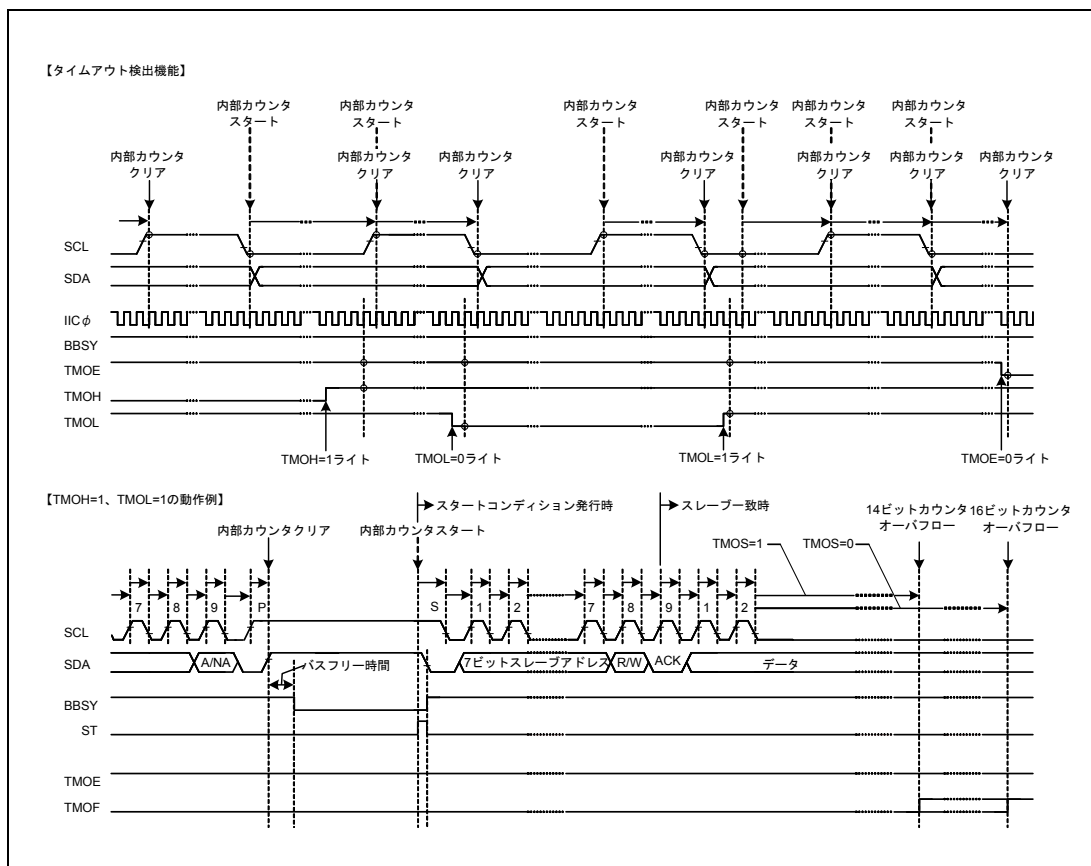 【タイムアウト検出機能】
内部カウンタ
スタート
内部カウンタ
スタート
内部カウンタ
スタート
内部カウンタ
スタート
内部カウンタ
スタート
内部カウンタ
スタート
内部カウンタ
クリア
内部カウンタ
クリア
内部カウンタ
クリア
内部カウンタ
クリア
内部カウンタ
クリア
内部カウンタ
クリア
内部カウンタ
クリア
SCL
SDA
IICφ
BBSY
TMOE
TMOH
TMOL
TMOH=1ライト
TMOL=0ライト
TMOL=1ライト
TMOE=0ライト
【TMOH=1、TMOL=1の動作例】
スタートコンディション発行時
スレーブ一致時
14ビットカウンタ
オーバフロー
16ビットカウンタ
オーバフロー
内部カウンタクリア
内部カウンタスタート
TMOS=1
TMOS=0
7 8 9 P S 1 2 7 8 9 1 2
SCL
SDA
A/NA
バスフリー時間
7ビットスレーブアドレス
R/W
ACK
データ
BBSY
ST
TMOE
TMOF